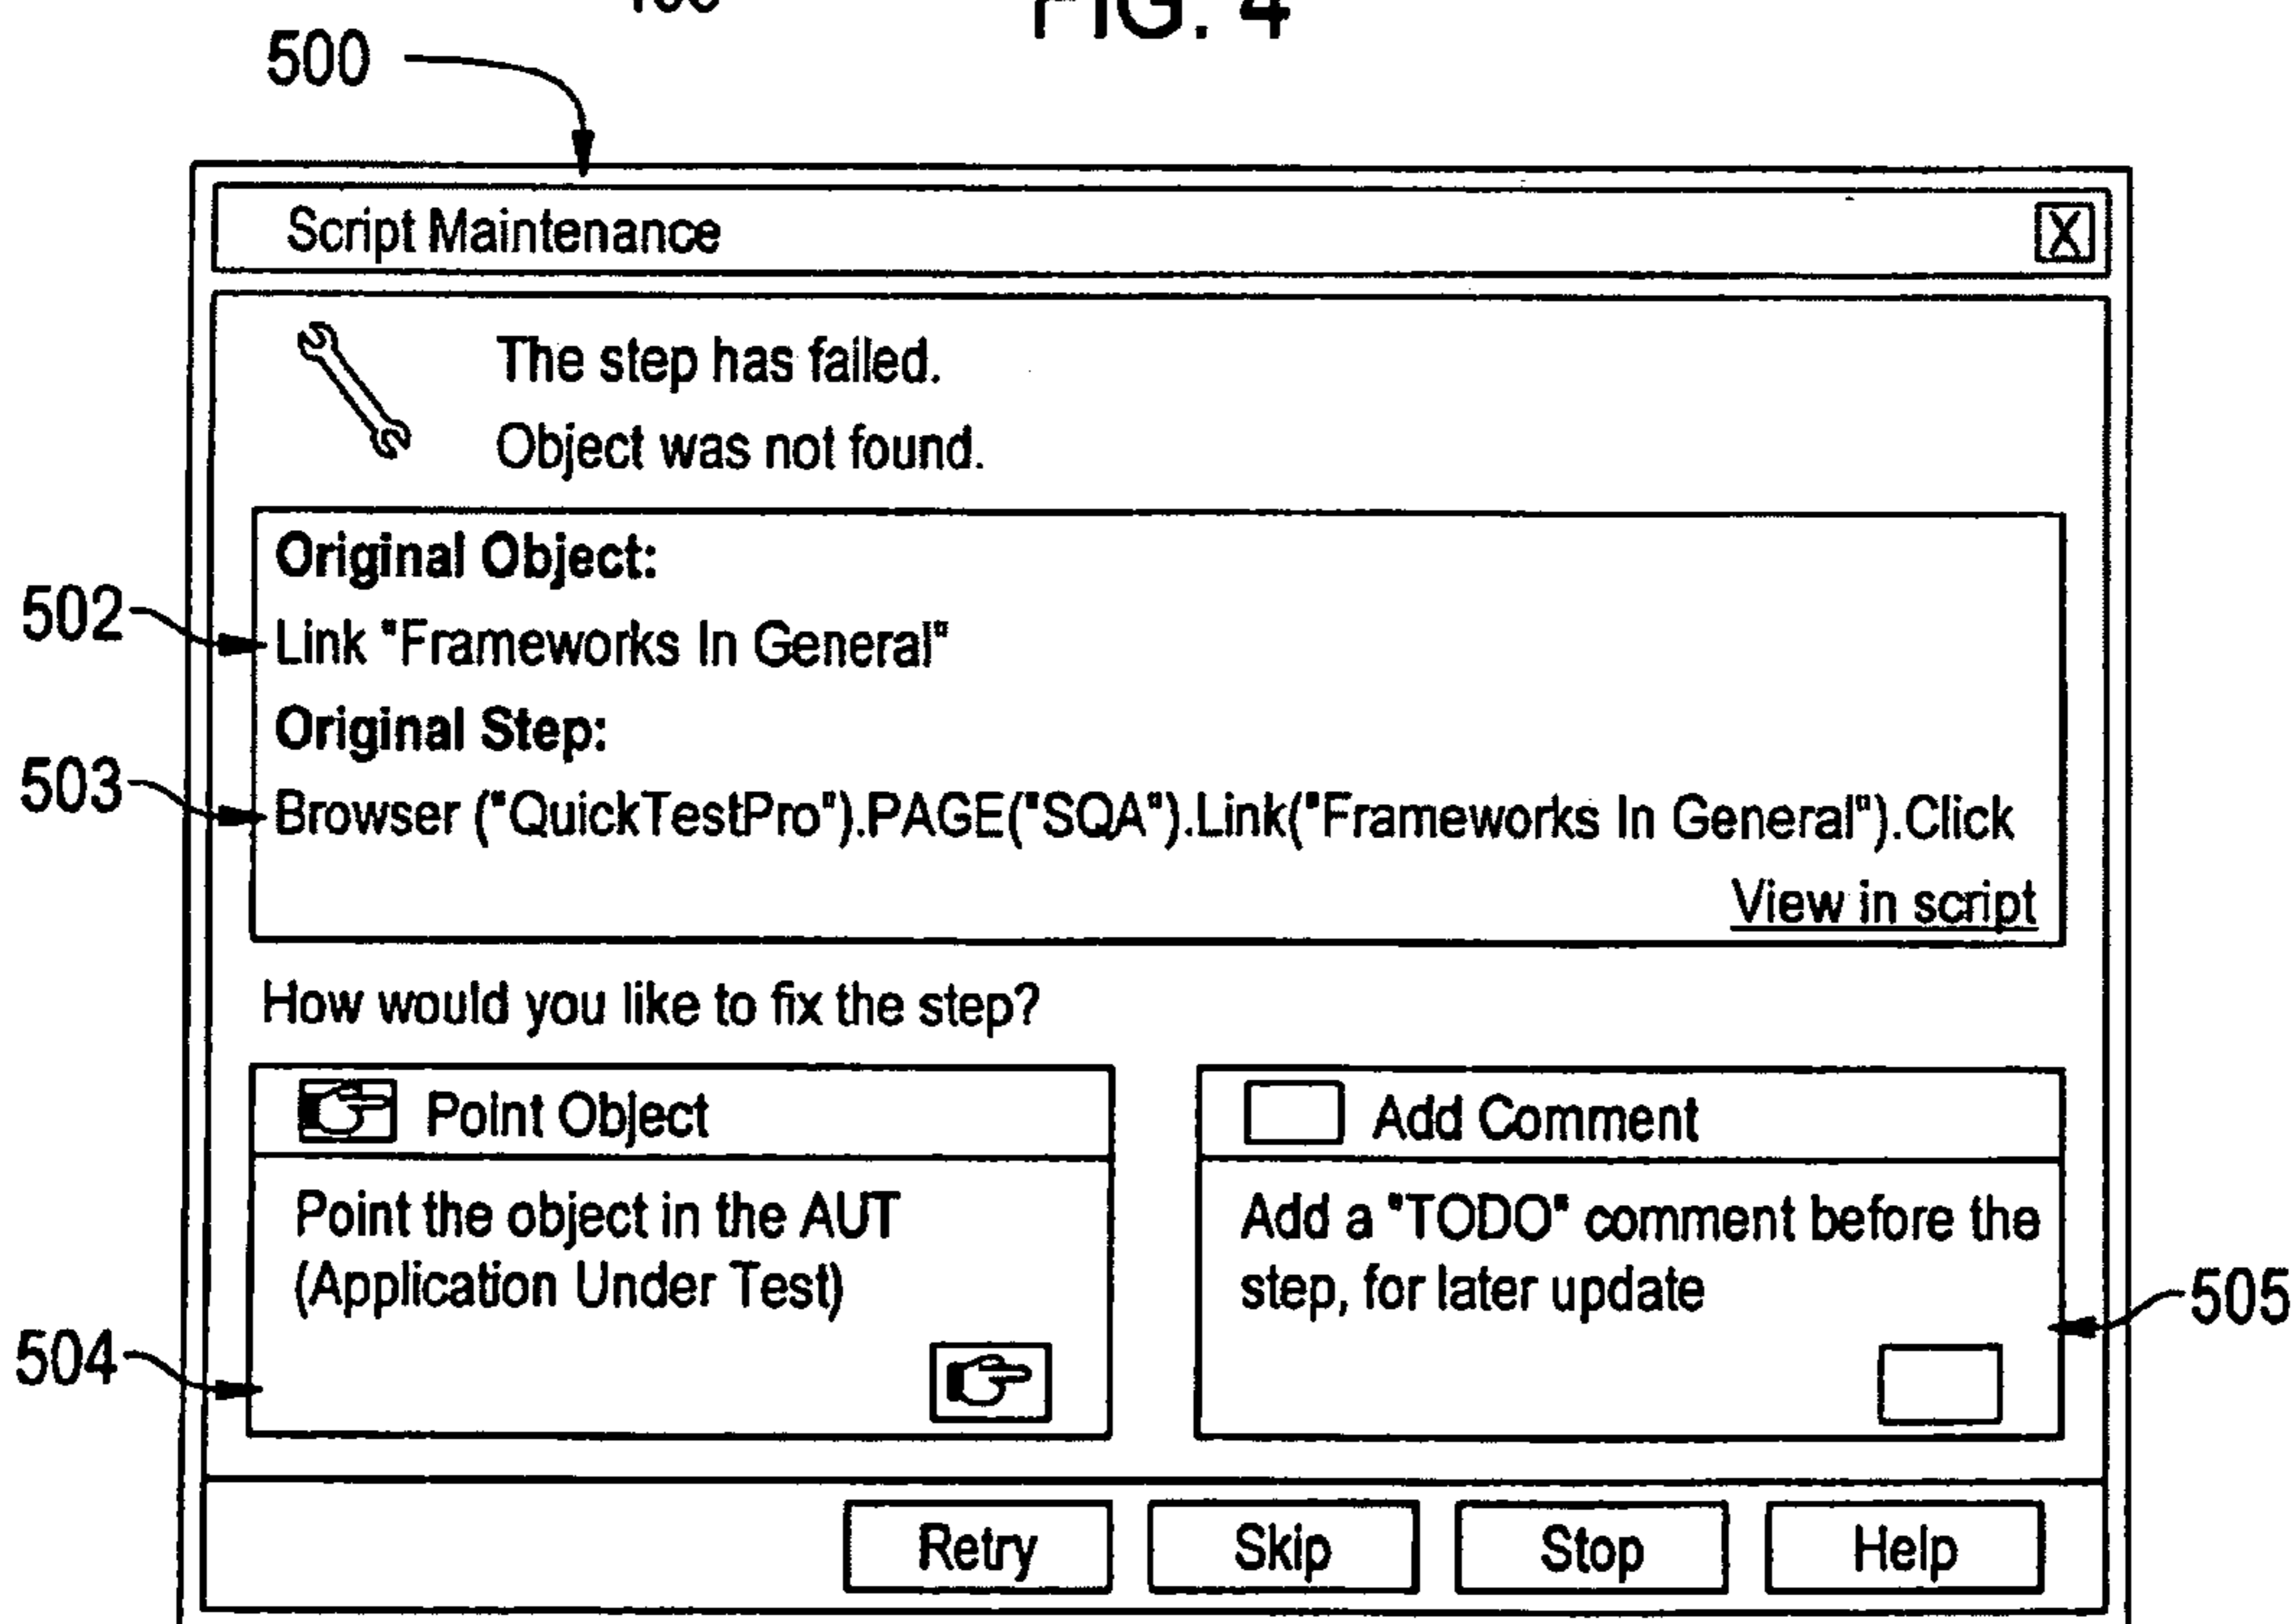 FIG. 4
500
Script Maintenance
X
The step has failed.
Object was not found.
Original Object:
502
Link "Frameworks In General"
Original Step:
503
Browser ("QuickTestPro").PAGE("SQA").Link("Frameworks In General").Click
View in script
How would you like to fix the step?
Point Object
Add Comment
Point the object in the AUT
(Application Under Test)
Add a "TODO" comment before the
step, for later update
504
505
Retry
Skip
Stop
Help